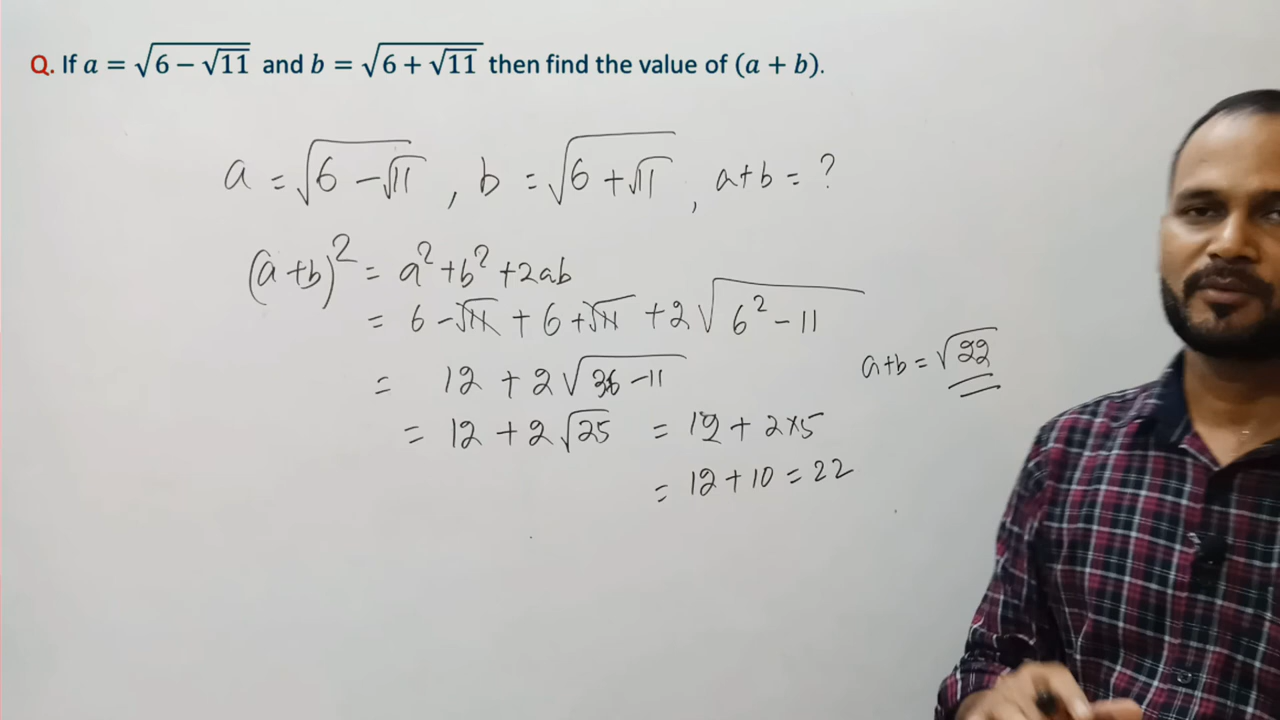 Q. If a = √(6 − √11) and b = √(6 + √11) then find the value of (a + b).
a = √(6 − √11) , b = √(6 + √11) , a+b = ?
(a+b)² = a² + b² + 2ab
= 6 − √11 + 6 + √11 + 2√(6² − 11)
= 12 + 2√(36 − 11)
a+b = √22
= 12 + 2√25 = 12 + 2×5
= 12 + 10 = 22